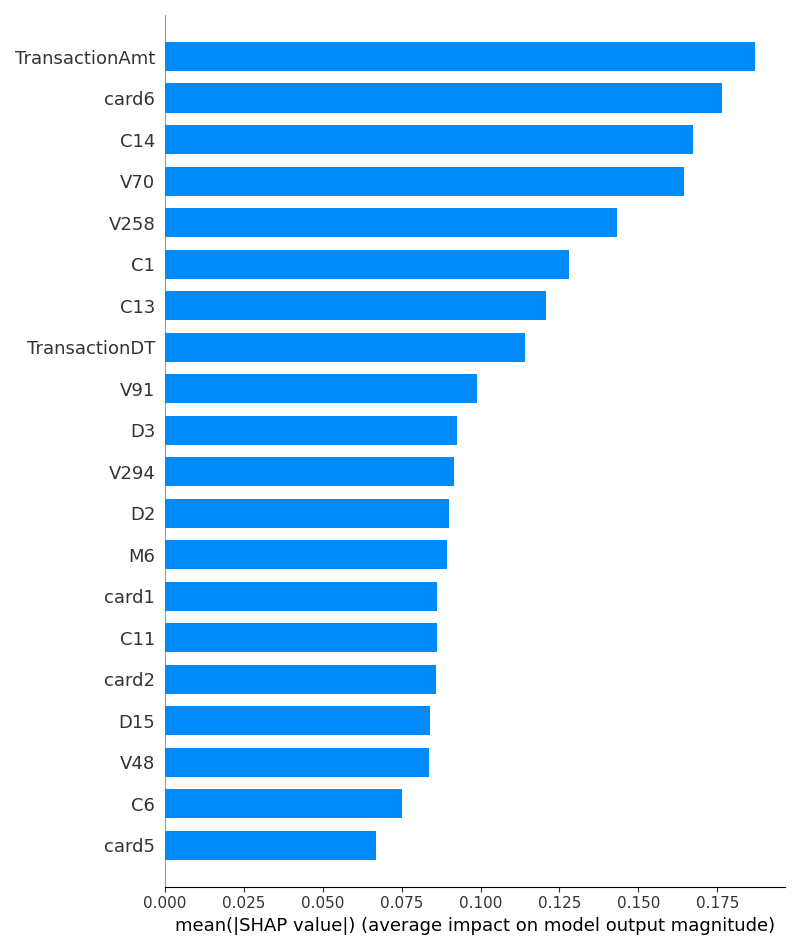 TransactionAmt
card6
C14
V70
V258
C1
C13
TransactionDT
V91
D3
V294
D2
M6
card1
C11
card2
D15
V48
C6
card5
0.000 0.025 0.050 0.075 0.100 0.125 0.150 0.175
mean(|SHAP value|) (average impact on model output magnitude)